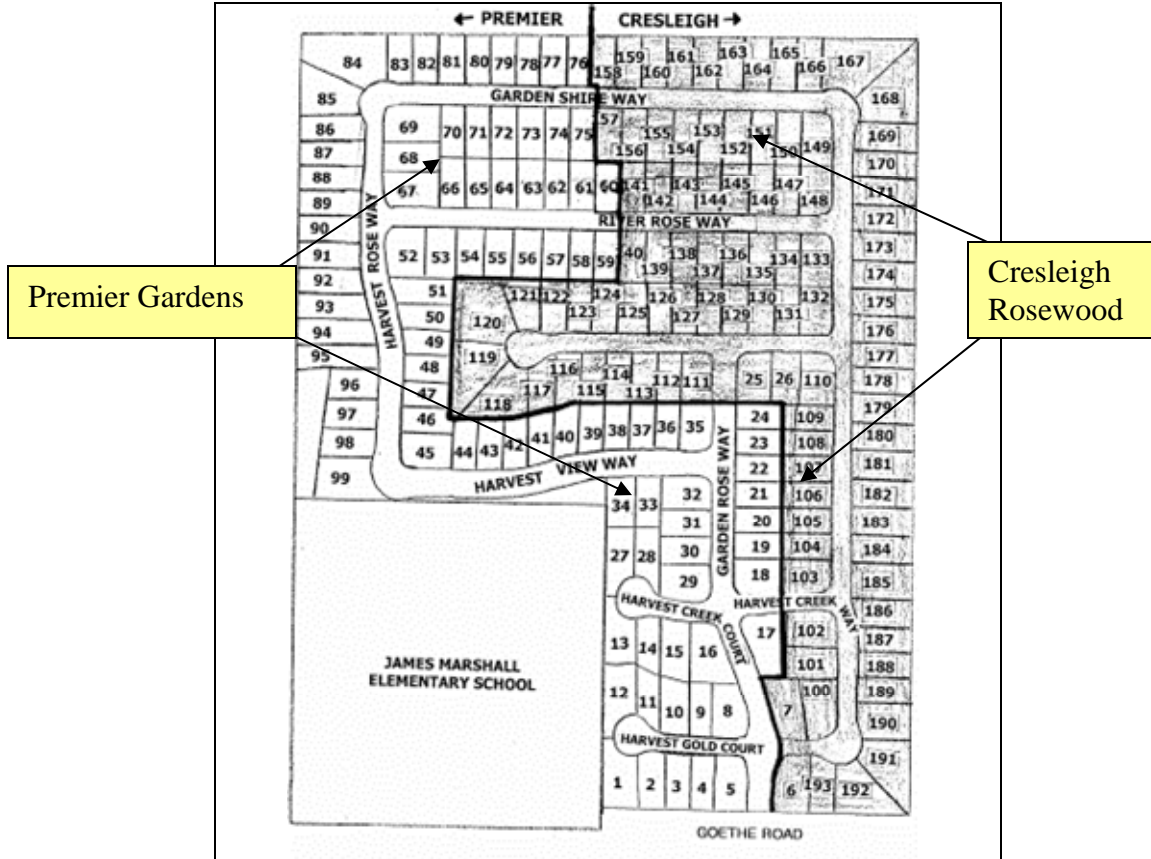 ← PREMIER CRESLEIGH →
159 161 163 165
84 83 82 81 80 79 78 77 76 158 160 162 164 166 167
85 GARDEN SHIRE WAY 168
86 69 70 71 72 73 74 75 57 155 153 151 169
87 68 156 154 152 150 149 170
88 66 65 64 63 62 61 60 141 143 145 147 171
89 67 142 144 146 148
90 RIVER ROSE WAY 172
91 52 53 54 55 56 57 58 59 40 138 136 134 133 173
139 137 135 174
92 51 121 122 124 126 128 130 132 175
93 50 120 123 125 127 129 131
94 49 119 176
95 48 116 114 112 111 25 26 110 177
96 47 118 117 115 113 178
97 46 24 109 179
98 45 44 43 42 41 40 39 38 37 36 35 23 108 180
99 HARVEST VIEW WAY 22 107 181
HARVEST ROSE WAY
34 33 32 21 106 182
31 20 105 183
27 28 30 19 104 184
29 18 103 185
GARDEN ROSE WAY
HARVEST CREEK COURT
HARVEST CREEK WAY
186
13 14 15 16 17 102 187
101 188
12 11 10 9 8 7 100 189
190
HARVEST GOLD COURT
191
1 2 3 4 5 6 193 192
JAMES MARSHALL
ELEMENTARY SCHOOL
GOETHE ROAD
Premier Gardens
Cresleigh
Rosewood